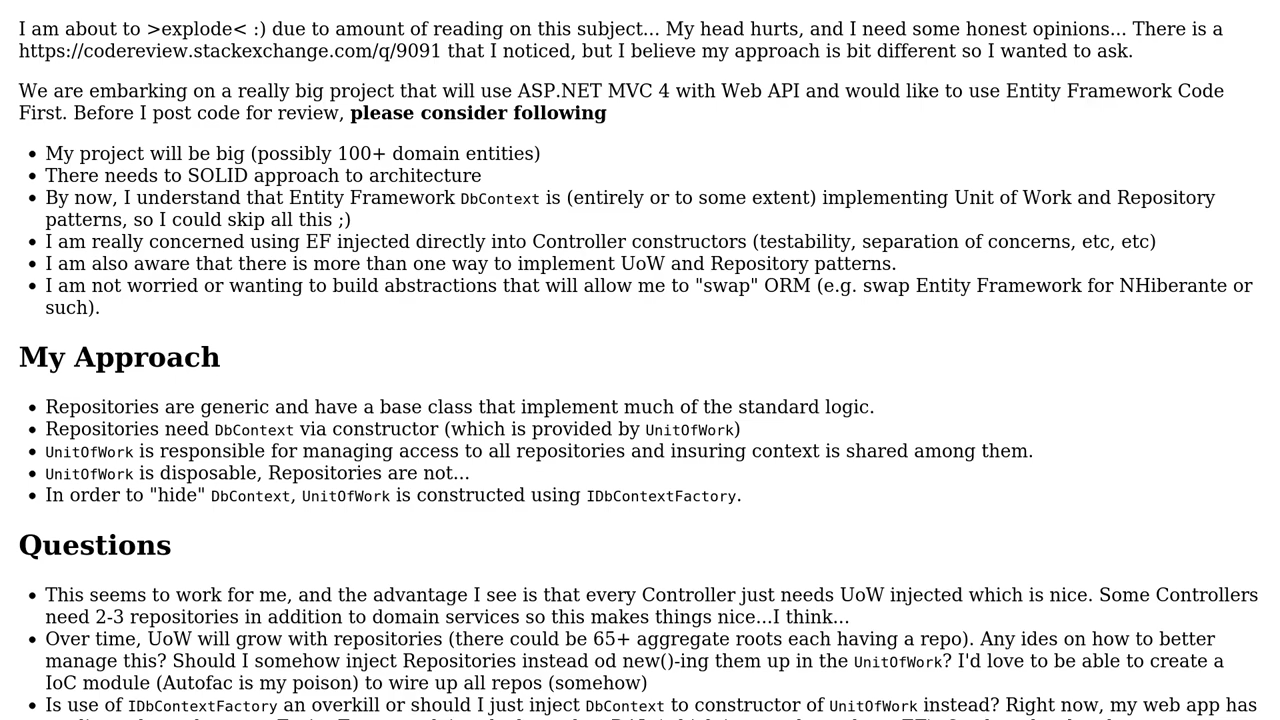 I am about to >explode< :) due to amount of reading on this subject... My head hurts, and I need some honest opinions... There is a
https://codereview.stackexchange.com/q/9091 that I noticed, but I believe my approach is bit different so I wanted to ask.
We are embarking on a really big project that will use ASP.NET MVC 4 with Web API and would like to use Entity Framework Code
First. Before I post code for review, please consider following
• My project will be big (possibly 100+ domain entities)
• There needs to SOLID approach to architecture
• By now, I understand that Entity Framework DbContext is (entirely or to some extent) implementing Unit of Work and Repository
patterns, so I could skip all this ;)
• I am really concerned using EF injected directly into Controller constructors (testability, separation of concerns, etc, etc)
• I am also aware that there is more than one way to implement UoW and Repository patterns.
• I am not worried or wanting to build abstractions that will allow me to "swap" ORM (e.g. swap Entity Framework for NHiberante or
such).
My Approach
• Repositories are generic and have a base class that implement much of the standard logic.
• Repositories need DbContext via constructor (which is provided by UnitOfWork)
• UnitOfWork is responsible for managing access to all repositories and insuring context is shared among them.
• UnitOfWork is disposable, Repositories are not...
• In order to "hide" DbContext, UnitOfWork is constructed using IDbContextFactory.
Questions
• This seems to work for me, and the advantage I see is that every Controller just needs UoW injected which is nice. Some Controllers
need 2-3 repositories in addition to domain services so this makes things nice...I think...
• Over time, UoW will grow with repositories (there could be 65+ aggregate roots each having a repo). Any ides on how to better
manage this? Should I somehow inject Repositories instead od new()-ing them up in the UnitOfWork? I'd love to be able to create a
IoC module (Autofac is my poison) to wire up all repos (somehow)
• Is use of IDbContextFactory an overkill or should I just inject DbContext to constructor of UnitOfWork instead? Right now, my web app has